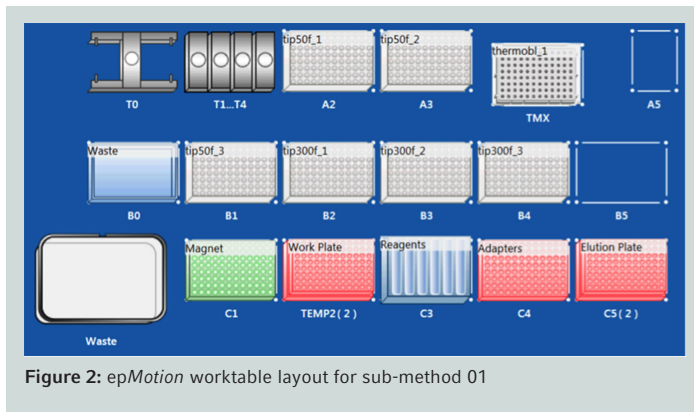 tip50f_1 tip50f_2
thermobl_1
T0 T1...T4 A2 A3 TMX A5
Waste tip50f_3 tip300f_1 tip300f_2 tip300f_3
B0 B1 B2 B3 B4 B5
Magnet Work Plate Reagents Adapters Elution Plate
C1 TEMP2 ( 2 ) C3 C4 C5 ( 2 )
Waste
Figure 2: epMotion worktable layout for sub-method 01